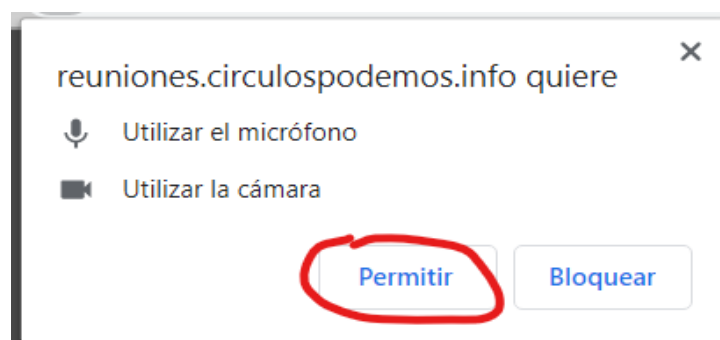 reuniones.circulospodemos.info quiere
Utilizar el micrófono
Utilizar la cámara
Permitir Bloquear